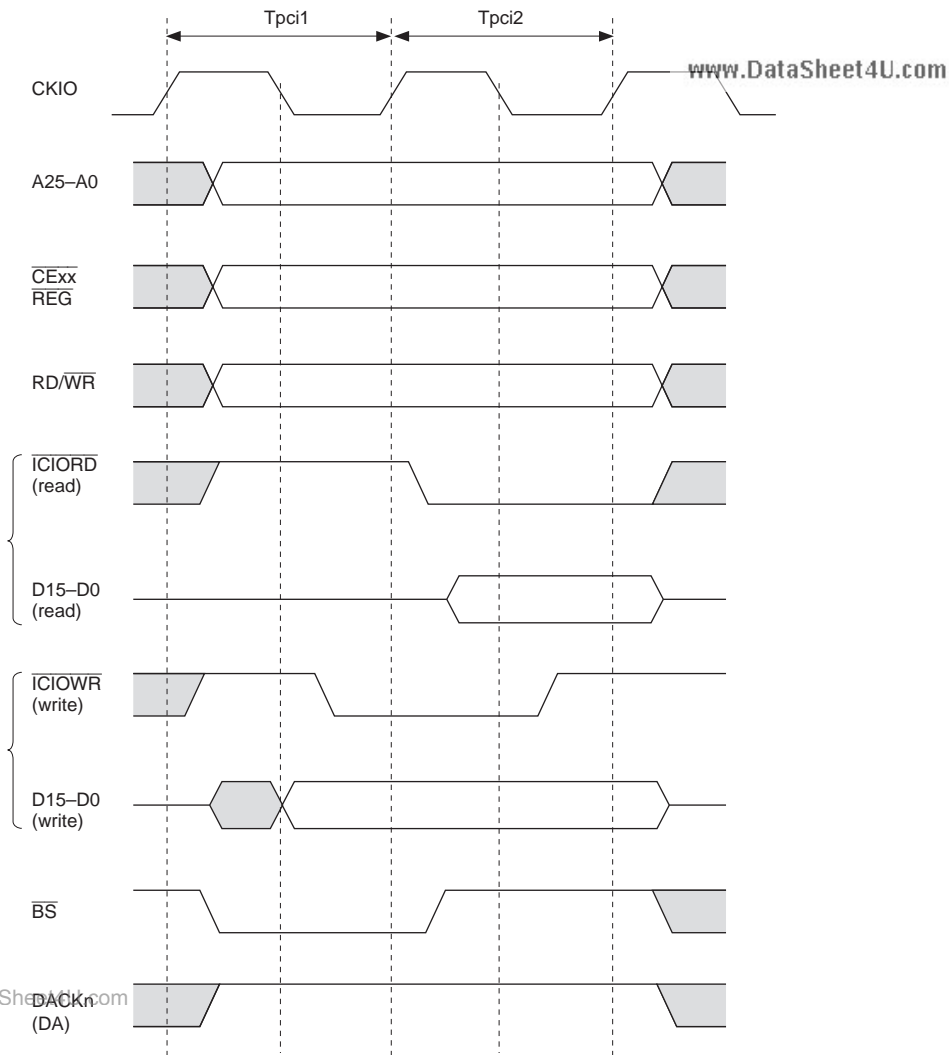 Tpci1 Tpci2
www.DataSheet4U.com
CKIO
A25–A0
CExx
REG
RD/WR
ICIORD
(read)
D15–D0
(read)
ICIOWR
(write)
D15–D0
(write)
BS
DACKn
(DA)